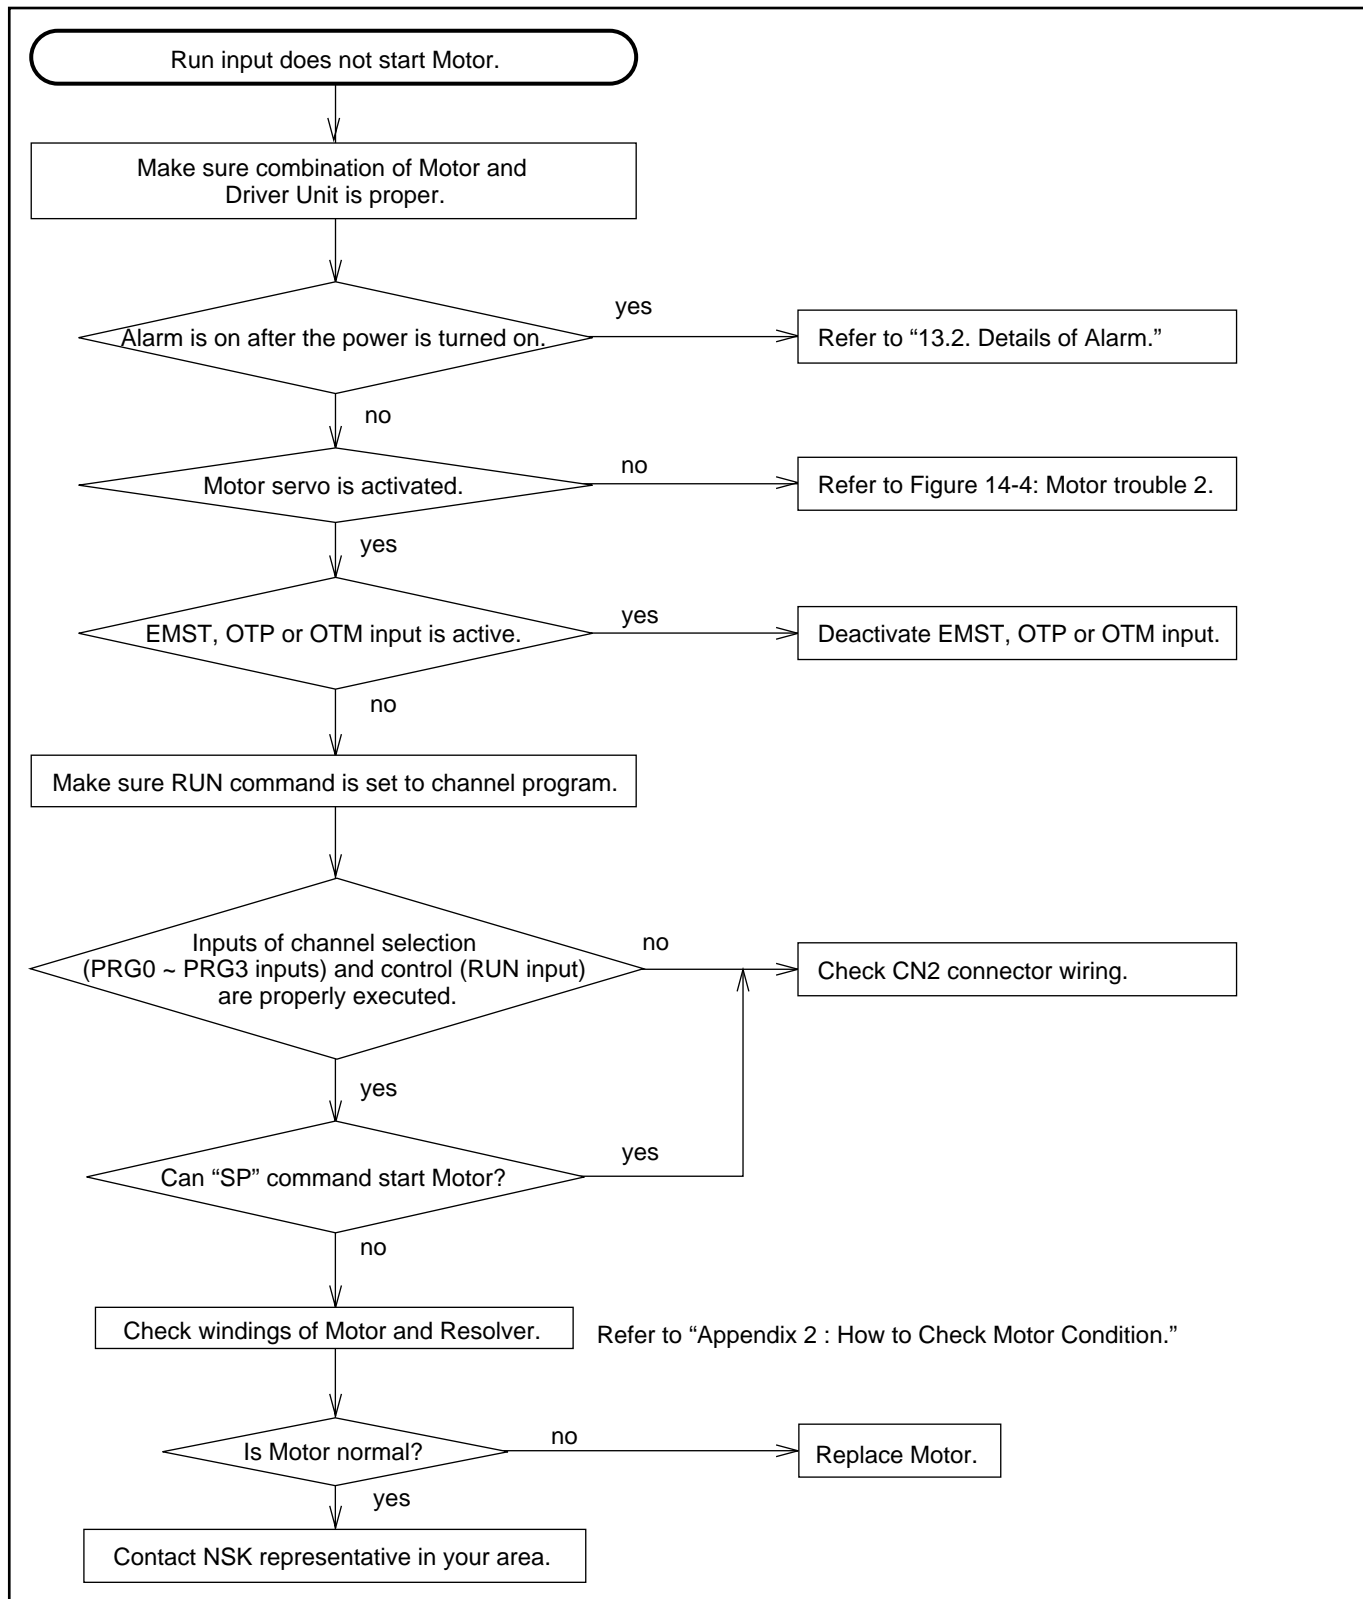 Run input does not start Motor.
Make sure combination of Motor and
Driver Unit is proper.
Alarm is on after the power is turned on.
yes
Refer to “13.2. Details of Alarm.”
no
Motor servo is activated.
no
Refer to Figure 14-4: Motor trouble 2.
yes
EMST, OTP or OTM input is active.
yes
Deactivate EMST, OTP or OTM input.
no
Make sure RUN command is set to channel program.
Inputs of channel selection
(PRG0 ~ PRG3 inputs) and control (RUN input)
are properly executed.
no
Check CN2 connector wiring.
yes
Can “SP” command start Motor?
yes
no
Check windings of Motor and Resolver.
Refer to “Appendix 2 : How to Check Motor Condition.”
Is Motor normal?
no
Replace Motor.
yes
Contact NSK representative in your area.